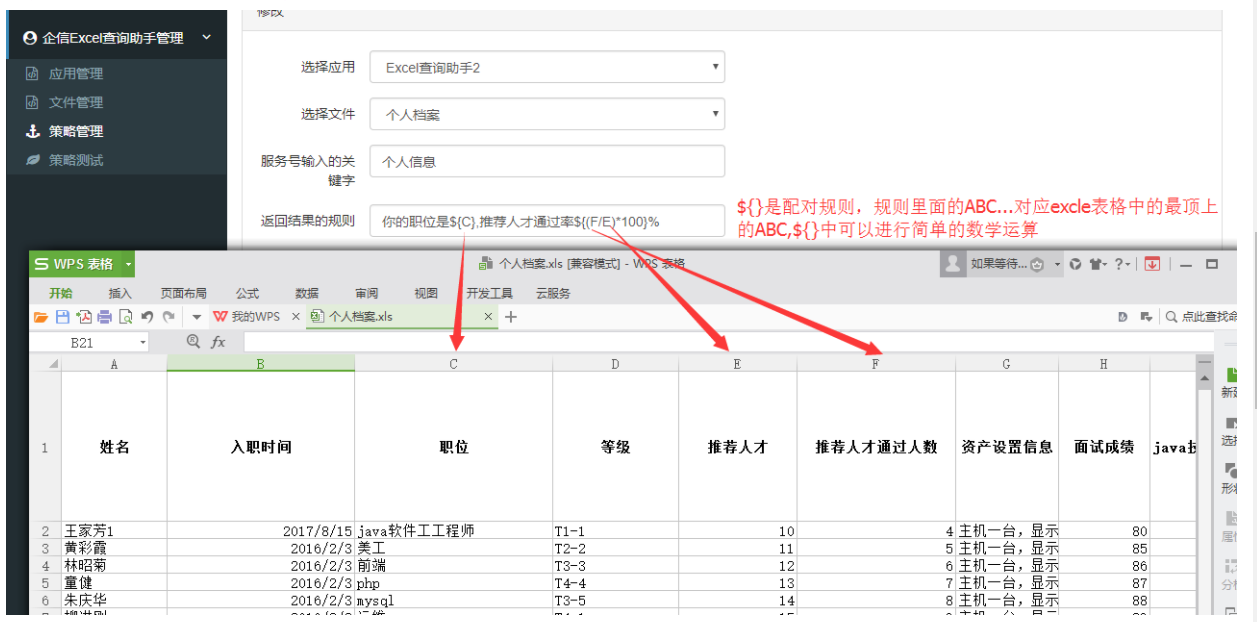 修改
企信Excel查询助手管理
应用管理
文件管理
策略管理
策略测试
选择应用 Excel查询助手2
选择文件 个人档案
服务号输入的关
键字
个人信息
返回结果的规则 你的职位是${C},推荐人才通过率${(F/E)*100}%
${}是配对规则，规则里面的ABC...对应excle表格中的最顶上
的ABC,${}中可以进行简单的数学运算
S WPS 表格 个人档案.xls [兼容模式] - WPS 表格 如果等待...
开始 插入 页面布局 公式 数据 审阅 视图 开发工具 云服务
我的WPS × 个人档案.xls × + 点此查找命
B21 fx
A B C D E F G H
1 姓名 入职时间 职位 等级 推荐人才 推荐人才通过人数 资产设置信息 面试成绩 java技
2 王家芳1 2017/8/15 java软件工工程师 T1-1 10 4 主机一台，显示 80
3 黄彩霞 2016/2/3 美工 T2-2 11 5 主机一台，显示 85
4 林昭菊 2016/2/3 前端 T3-3 12 6 主机一台，显示 86
5 童健 2016/2/3 php T4-4 13 7 主机一台，显示 87
6 朱庆华 2016/2/3 mysql T3-5 14 8 主机一台，显示 88
新建
选择
形状
属性
分析